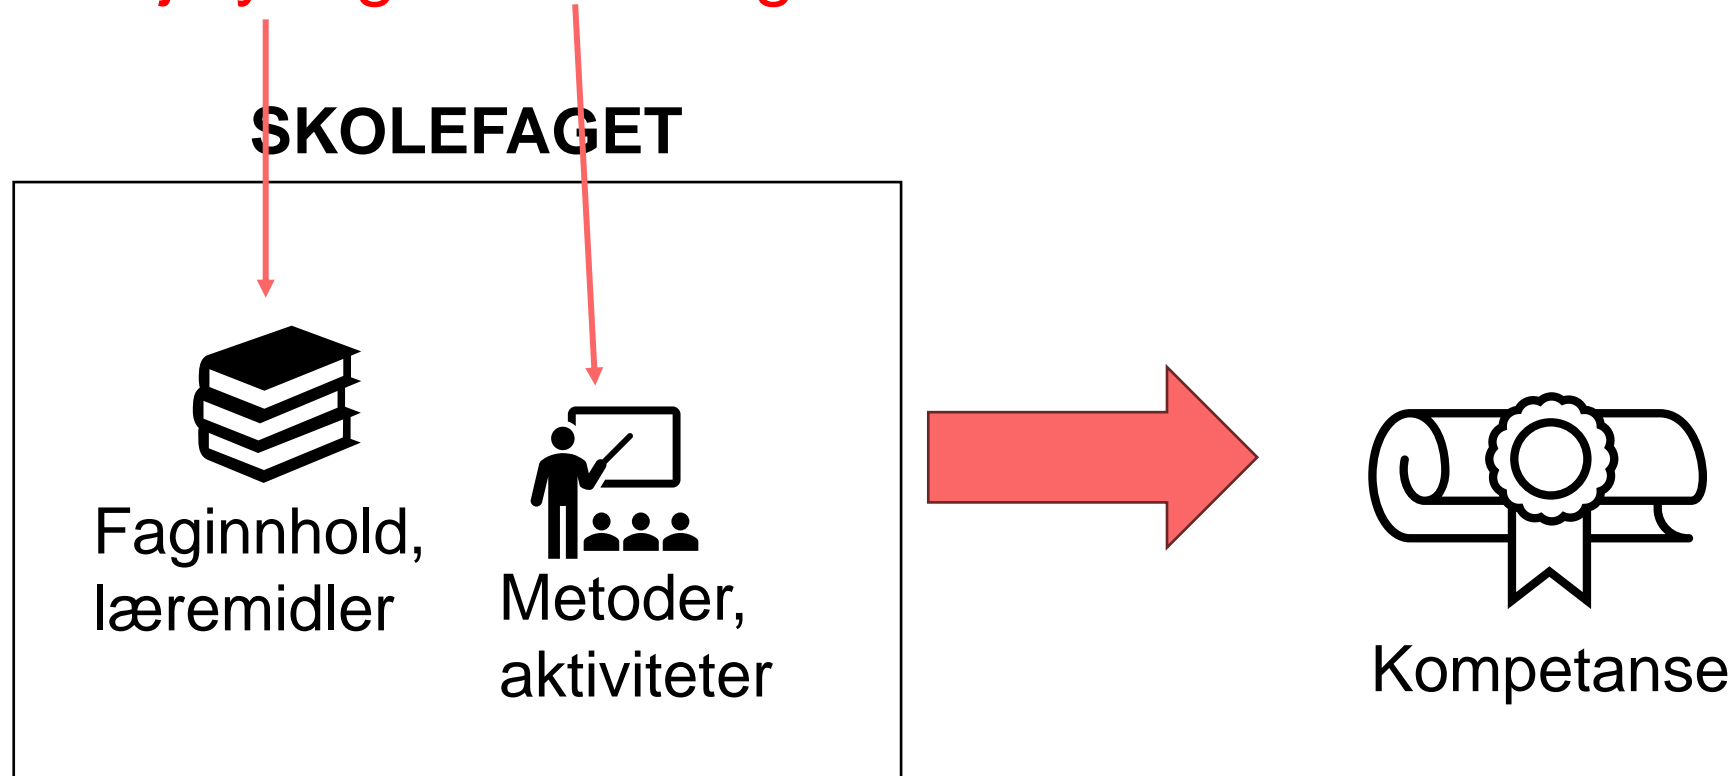 SKOLEFAGET
Faginnhold,
læremidler
Metoder,
aktiviteter
Kompetanse